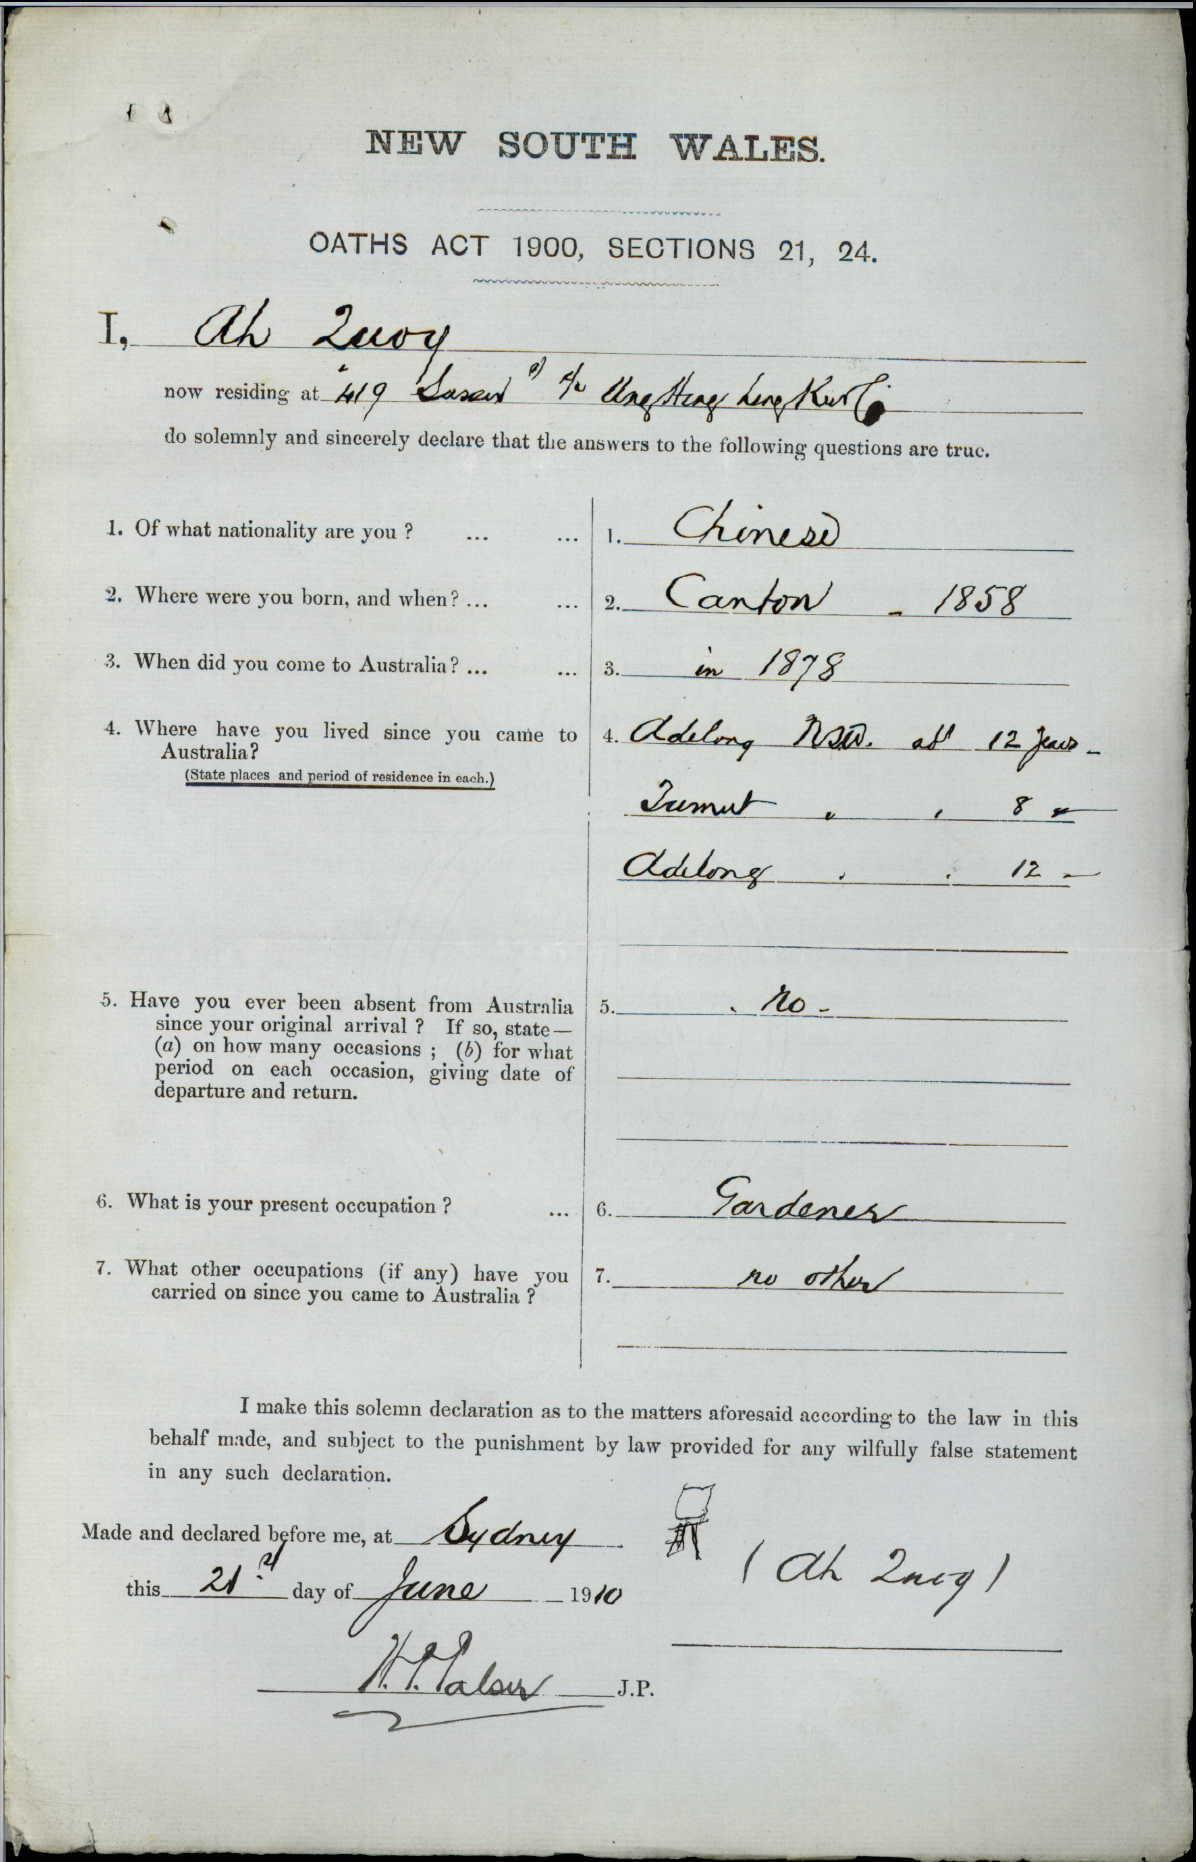 NEW SOUTH WALES.
OATHS ACT 1900, SECTIONS 21, 24.
I, Ah Quoy
now residing at 419 Sussex St c/o Ung Hing Leng Kee Co
do solemnly and sincerely declare that the answers to the following questions are true.
1. Of what nationality are you ? ... ... 1. Chinese
2. Where were you born, and when? ... ... 2. Canton - 1858
3. When did you come to Australia? ... ... 3. in 1878
4. Where have you lived since you came to 4. Adelong NSW. abt 12 years -
Australia?
(State places and period of residence in each.)
Tumut " " 8 "
Adelong " " 12 -
5. Have you ever been absent from Australia 5. - no -
since your original arrival ? If so, state—
(a) on how many occasions ; (b) for what
period on each occasion, giving date of
departure and return.
6. What is your present occupation ? ... 6. Gardener
7. What other occupations (if any) have you 7. no other
carried on since you came to Australia ?
I make this solemn declaration as to the matters aforesaid according to the law in this
behalf made, and subject to the punishment by law provided for any wilfully false statement
in any such declaration.
Made and declared before me, at Sydney
this 21st day of June 1910
(Ah Quoy)
J.P.